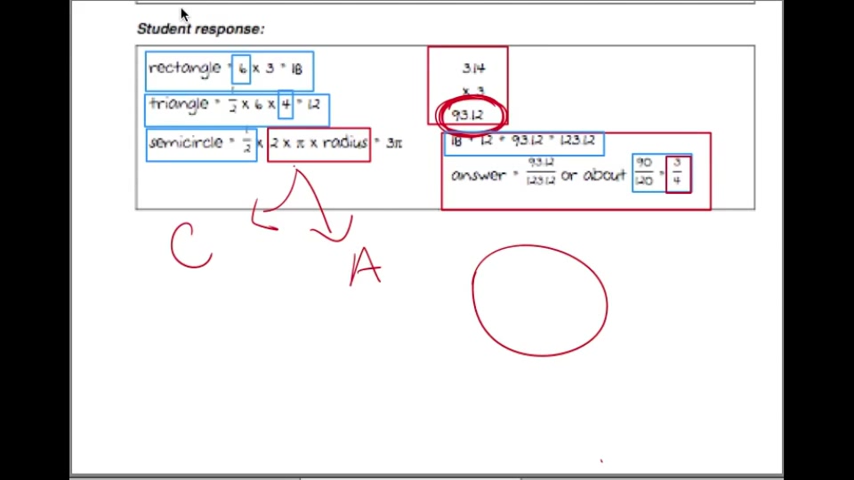 Student response:
rectangle = 6 x 3 = 18
triangle = 1/2 x 6 x 4 = 12
semicircle = 1/2 x 2 x π x radius = 3π
3.14
x 3
93.12
18 + 12 + 93.12 = 123.12
answer = 93.12/123.12 or about 90/120 = 3/4
C
A